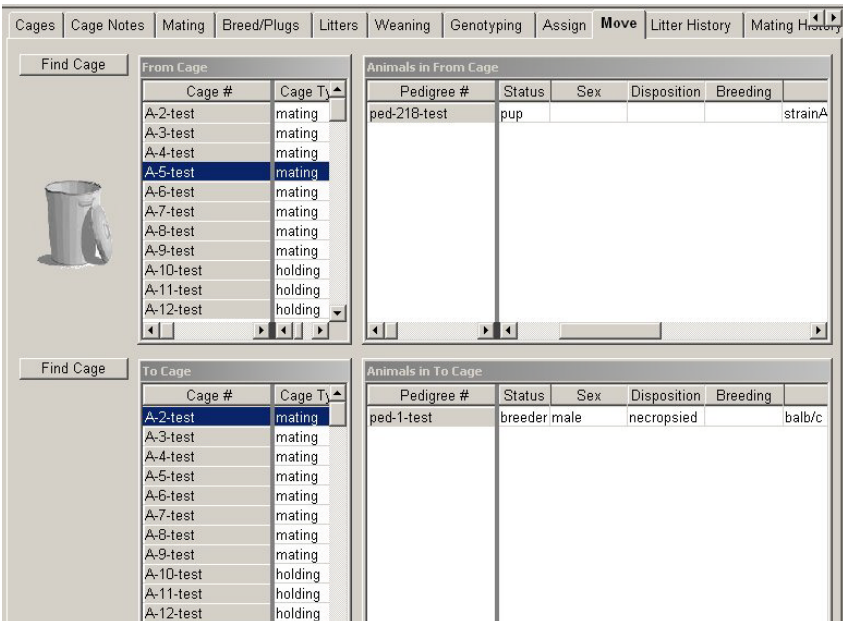 Cages Cage Notes Mating Breed/Plugs Litters Weaning Genotyping Assign Move Litter History Mating History
Find Cage From Cage Animals in From Cage
Cage # Cage Ty Pedigree # Status Sex Disposition Breeding
A-2-test mating ped-218-test pup strainA
A-3-test mating
A-4-test mating
A-5-test mating
A-6-test mating
A-7-test mating
A-8-test mating
A-9-test mating
A-10-test holding
A-11-test holding
A-12-test holding
Find Cage To Cage Animals in To Cage
Cage # Cage Ty Pedigree # Status Sex Disposition Breeding
A-2-test mating ped-1-test breeder male necropsied balb/c
A-3-test mating
A-4-test mating
A-5-test mating
A-6-test mating
A-7-test mating
A-8-test mating
A-9-test mating
A-10-test holding
A-11-test holding
A-12-test holding